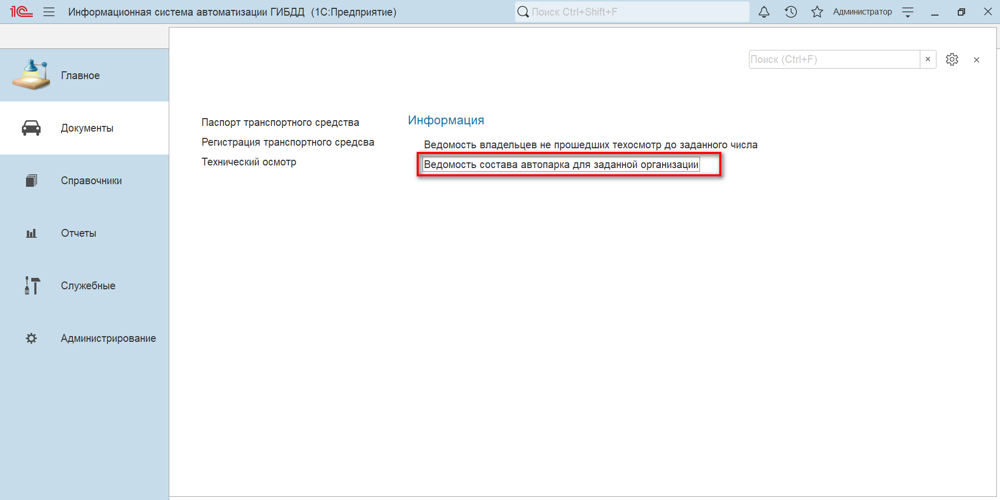 1С Информационная система автоматизации ГИБДД (1С:Предприятие) Поиск Ctrl+Shift+F Администратор
Поиск (Ctrl+F)
Главное
Документы
Справочники
Отчеты
Служебные
Администрирование
Паспорт транспортного средства
Регистрация транспортного средсва
Технический осмотр
Информация
Ведомость владельцев не прошедших техосмотр до заданного числа
Ведомость состава автопарка для заданной организации